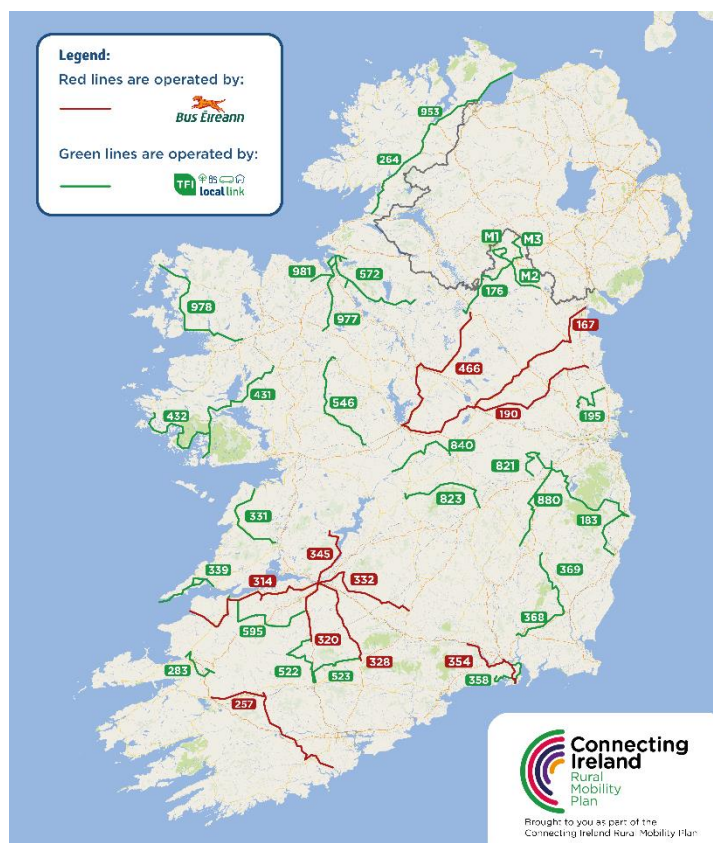 Legend:
Red lines are operated by:
Bus Éireann
Green lines are operated by:
TFI local link
953
264
M1
M3
981
572
176
M2
978
977
167
466
431
546
190
195
432
840
821
823
880
331
183
345
369
339
314
332
368
595
320
354
328
283
522
523
358
257
Connecting
Ireland
Rural
Mobility
Plan
Brought to you as part of the
Connecting Ireland Rural Mobility Plan